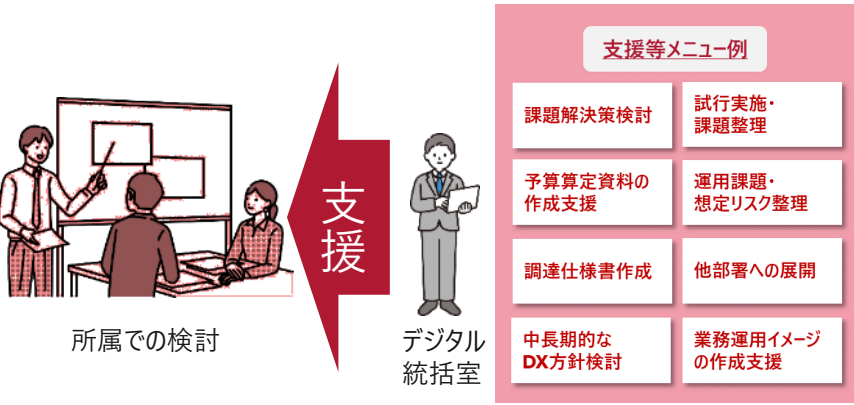 所属での検討
支援
デジタル
統括室
支援等メニュー例
課題解決策検討
試行実施・
課題整理
予算算定資料の
作成支援
運用課題・
想定リスク整理
調達仕様書作成
他部署への展開
中長期的な
DX方針検討
業務運用イメージ
の作成支援